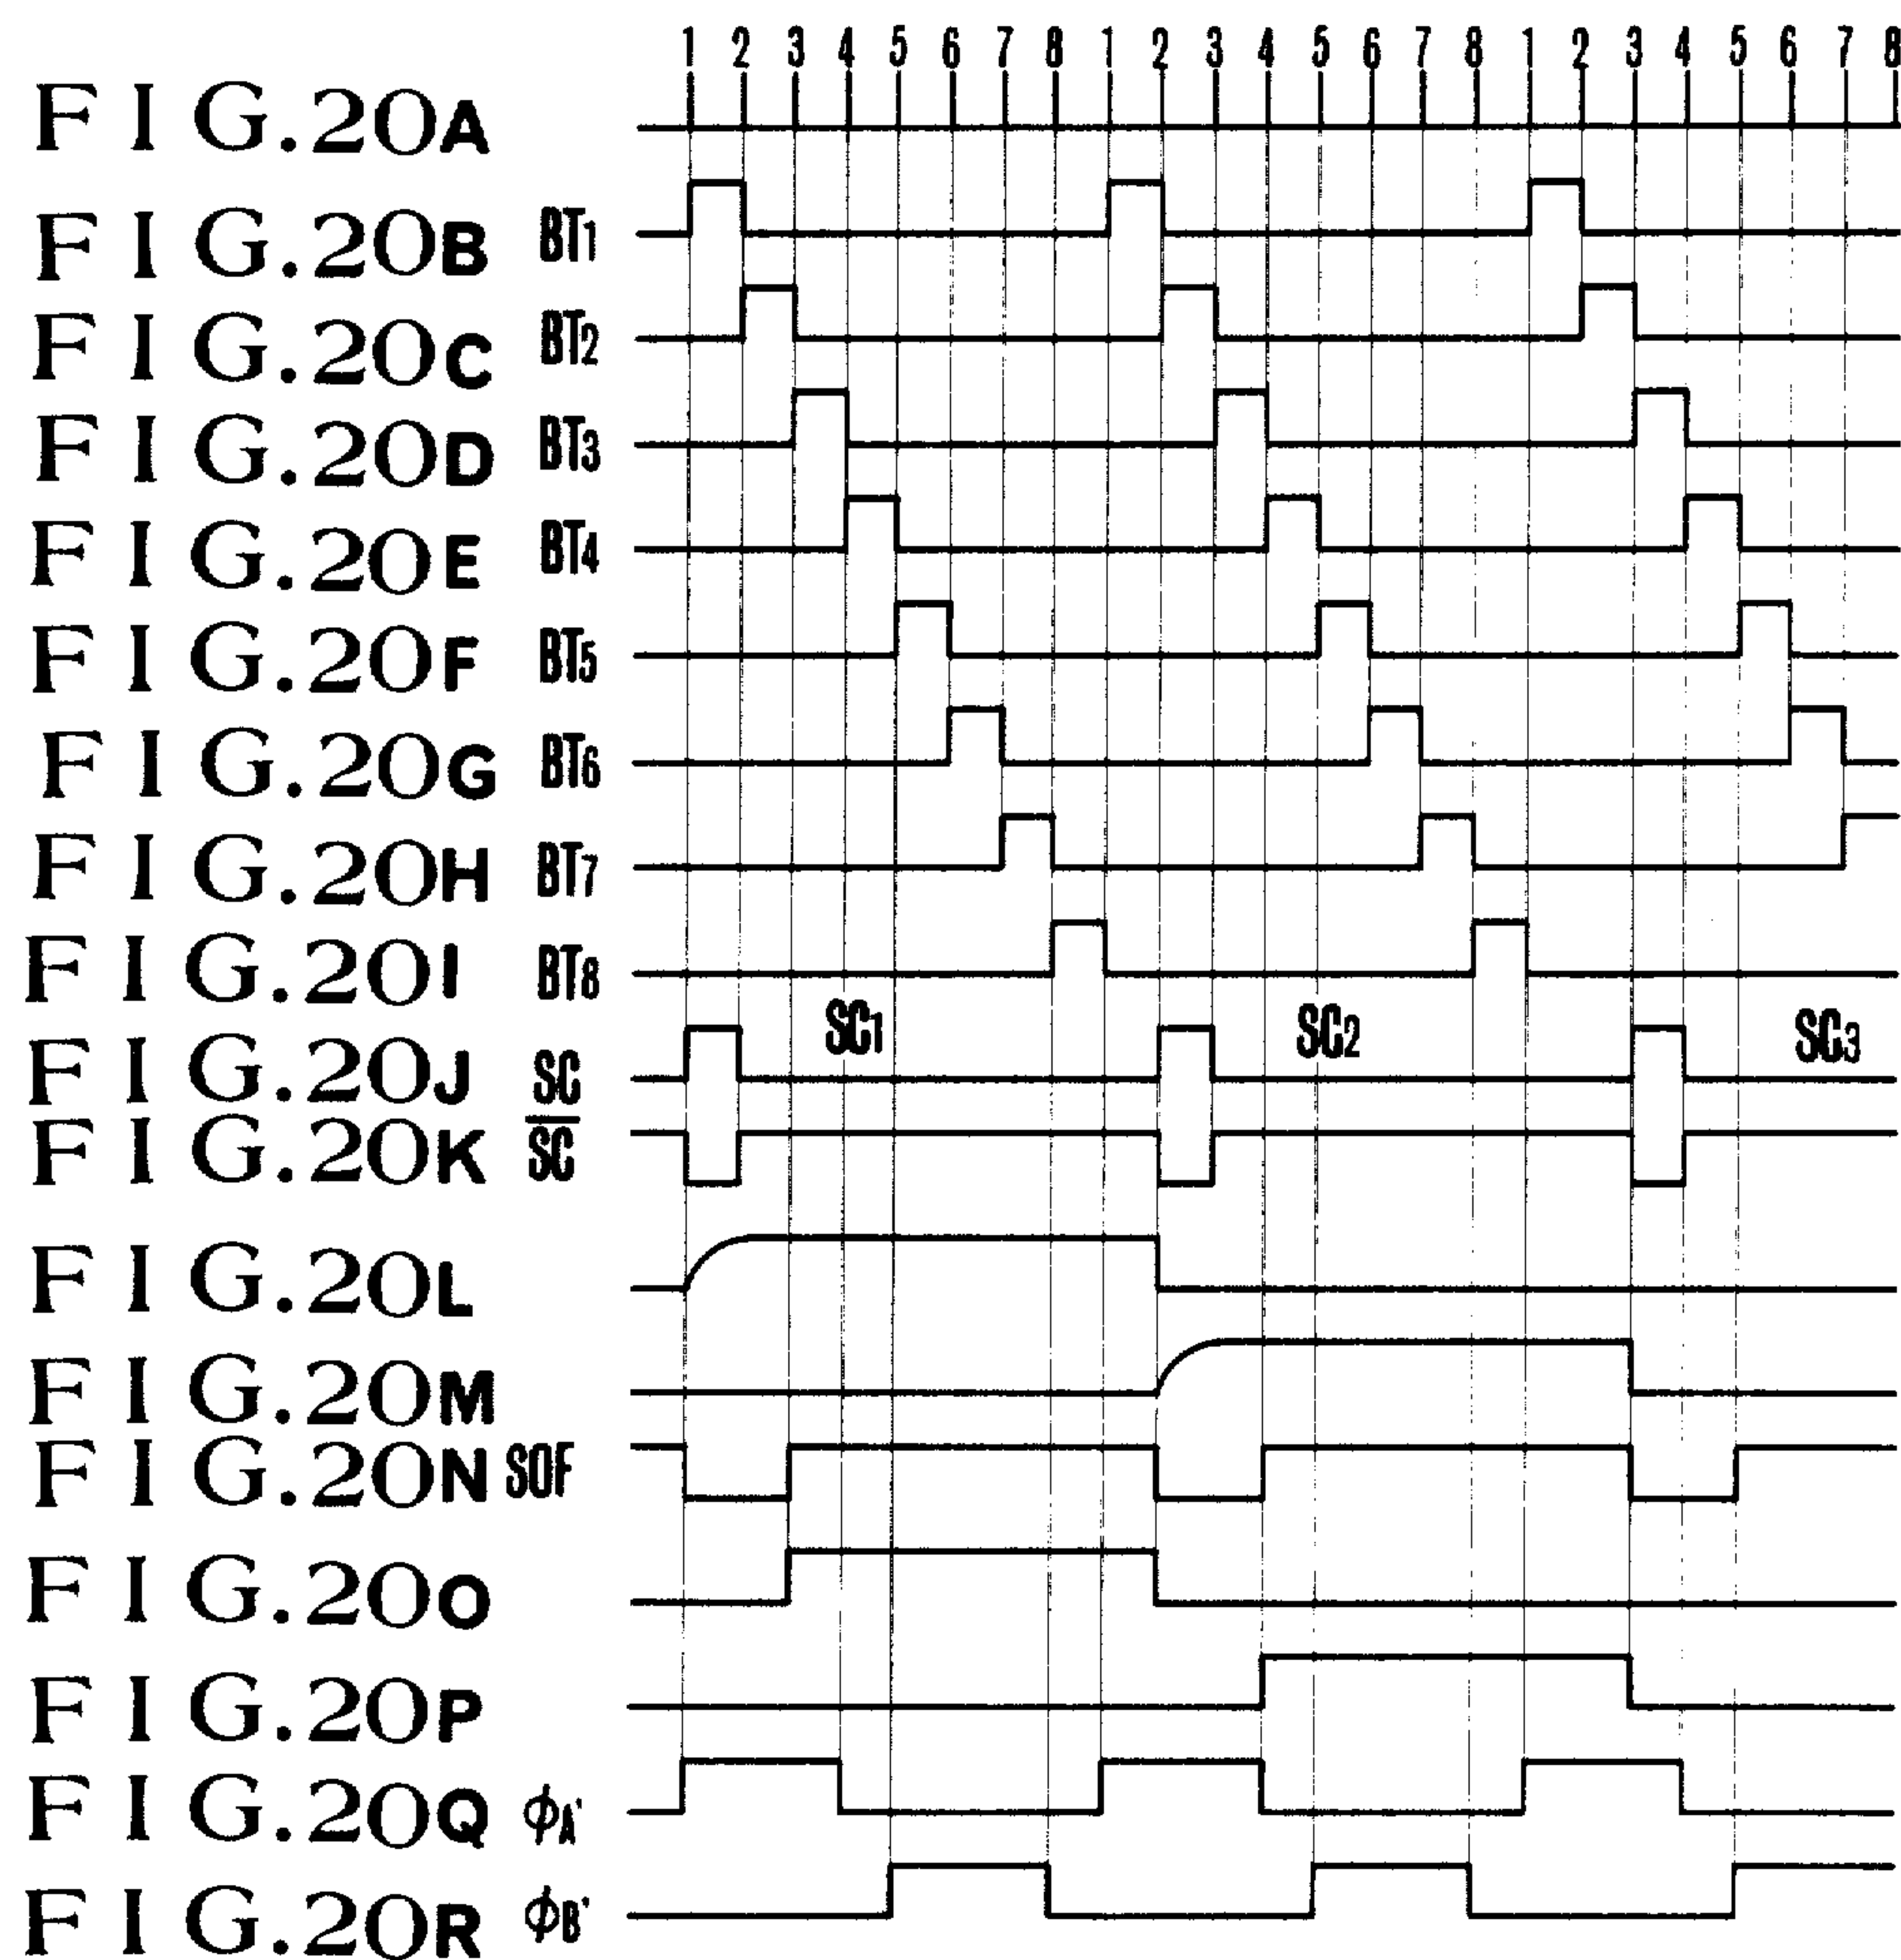 1 2 3 4 5 6 7 8 1 2 3 4 5 6 7 8 1 2 3 4 5 6 7 8
FIG.20A
FIG.20B BT1
FIG.20C BT2
FIG.20D BT3
FIG.20E BT4
FIG.20F BT5
FIG.20G BT6
FIG.20H BT7
FIG.20I BT8
SC1 SC2 SC3
FIG.20J SC
FIG.20K S̅C̅
FIG.20L
FIG.20M
FIG.20N SOF
FIG.20O
FIG.20P
FIG.20Q ϕA'
FIG.20R ϕB'